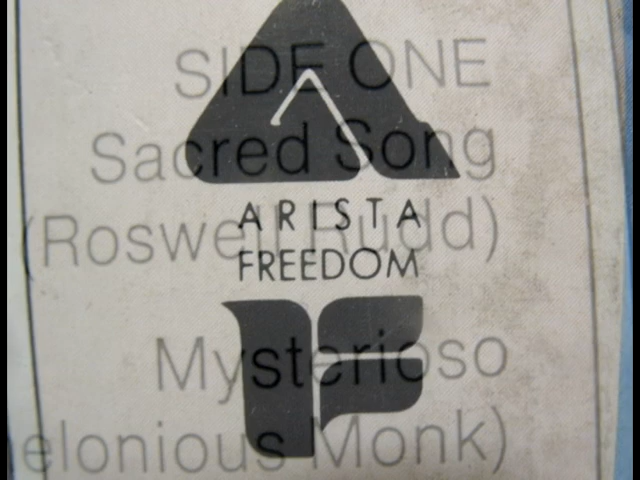 SIDE ONE
Sacred Song
ARISTA
(Roswell Rudd)
FREEDOM
Mysterioso
elonious Monk)